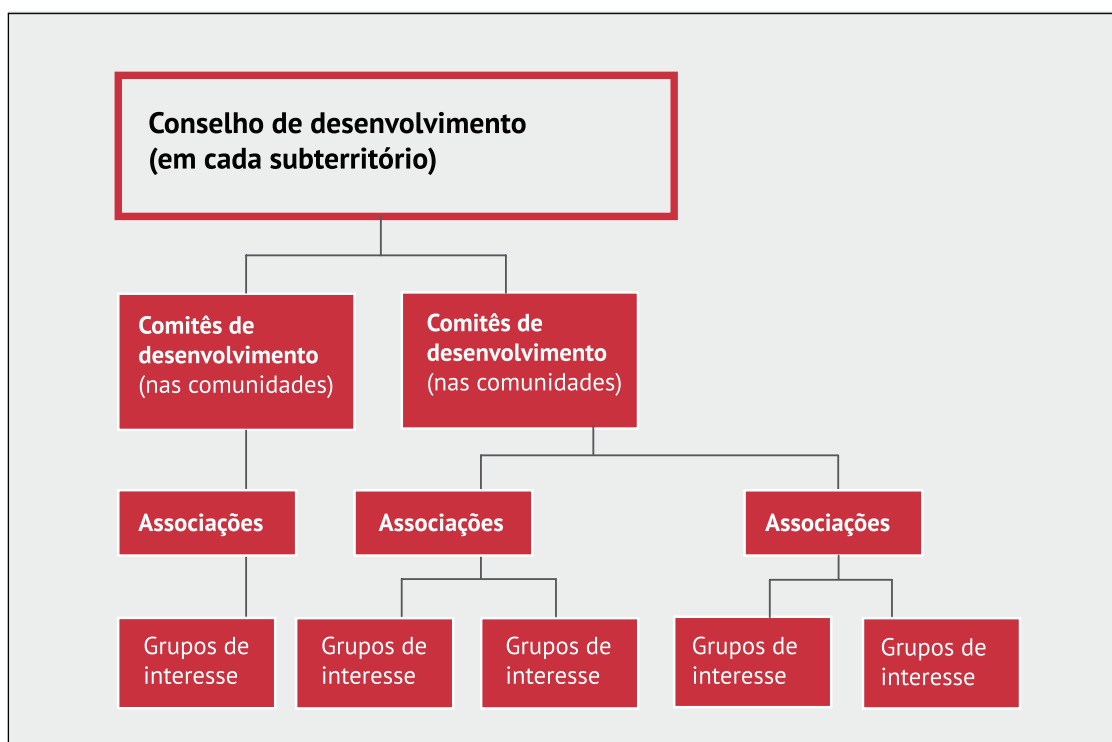 Conselho de desenvolvimento
(em cada subterritório)
Comitês de
desenvolvimento
(nas comunidades)
Comitês de
desenvolvimento
(nas comunidades)
Associações
Associações
Associações
Grupos de
interesse
Grupos de
interesse
Grupos de
interesse
Grupos de
interesse
Grupos de
interesse